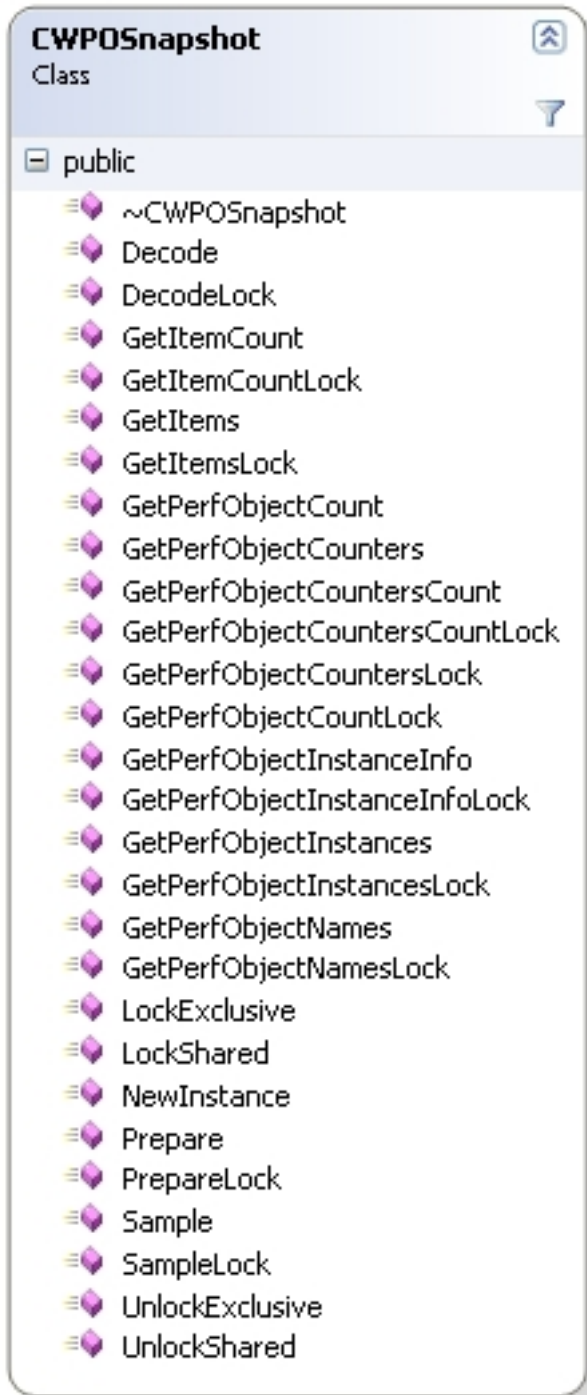 CWPOSnapshot
Class
public
~CWPOSnapshot
Decode
DecodeLock
GetItemCount
GetItemCountLock
GetItems
GetItemsLock
GetPerfObjectCount
GetPerfObjectCounters
GetPerfObjectCountersCount
GetPerfObjectCountersCountLock
GetPerfObjectCountersLock
GetPerfObjectCountLock
GetPerfObjectInstanceInfo
GetPerfObjectInstanceInfoLock
GetPerfObjectInstances
GetPerfObjectInstancesLock
GetPerfObjectNames
GetPerfObjectNamesLock
LockExclusive
LockShared
NewInstance
Prepare
PrepareLock
Sample
SampleLock
UnlockExclusive
UnlockShared